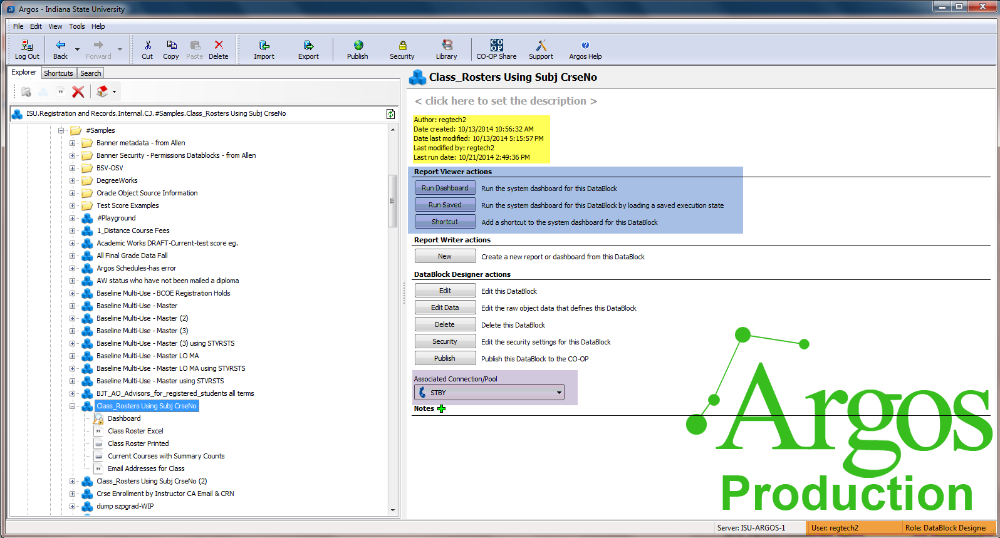 Argos - Indiana State University
File Edit View Tools Help
Log Out Back Forward Cut Copy Paste Delete Import Export Publish Security Library CO-OP Share Support Argos Help
CO
OP
Explorer Shortcuts Search
ISU.Registration and Records.Internal.CJ.#Samples.Class_Rosters Using Subj CrseNo
#Samples
Banner metadata - from Allen
Banner Security - Permissions Datablocks - from Allen
BSV-OSV
DegreeWorks
Oracle Object Source Information
Test Score Examples
#Playground
1_Distance Course Fees
Academic Works DRAFT-Current-test score eg.
All Final Grade Data Fall
Argos Schedules-has error
AW status who have not been mailed a diploma
Baseline Multi-Use - BCOE Registration Holds
Baseline Multi-Use - Master
Baseline Multi-Use - Master (2)
Baseline Multi-Use - Master (3)
Baseline Multi-Use - Master (3) using STVRSTS
Baseline Multi-Use - Master LO MA
Baseline Multi-Use - Master LO MA using STVRSTS
Baseline Multi-Use - Master using STVRSTS
BJT_AO_Advisors_for_registered_students all terms
Class_Rosters Using Subj CrseNo
Dashboard
Class Roster Excel
Class Roster Printed
Current Courses with Summary Counts
Email Addresses for Class
Class_Rosters Using Subj CrseNo (2)
Crse Enrollment by Instructor CA Email & CRN
dump szpgrad-WIP
Class_Rosters Using Subj CrseNo
< click here to set the description >
Author: regtech2
Date created: 10/13/2014 10:56:32 AM
Date last modified: 10/13/2014 5:15:57 PM
Last modified by: regtech2
Last run date: 10/21/2014 2:49:36 PM
Report Viewer actions
Run Dashboard Run the system dashboard for this DataBlock
Run Saved Run the system dashboard for this DataBlock by loading a saved execution state
Shortcut Add a shortcut to the system dashboard for this DataBlock
Report Writer actions
New Create a new report or dashboard from this DataBlock
DataBlock Designer actions
Edit Edit this DataBlock
Edit Data Edit the raw object data that defines this DataBlock
Delete Delete this DataBlock
Security Edit the security settings for this DataBlock
Publish Publish this DataBlock to the CO-OP
Associated Connection/Pool
STBY
Notes
Argos
Production
Server: ISU-ARGOS-1 User: regtech2 Role: DataBlock Designer